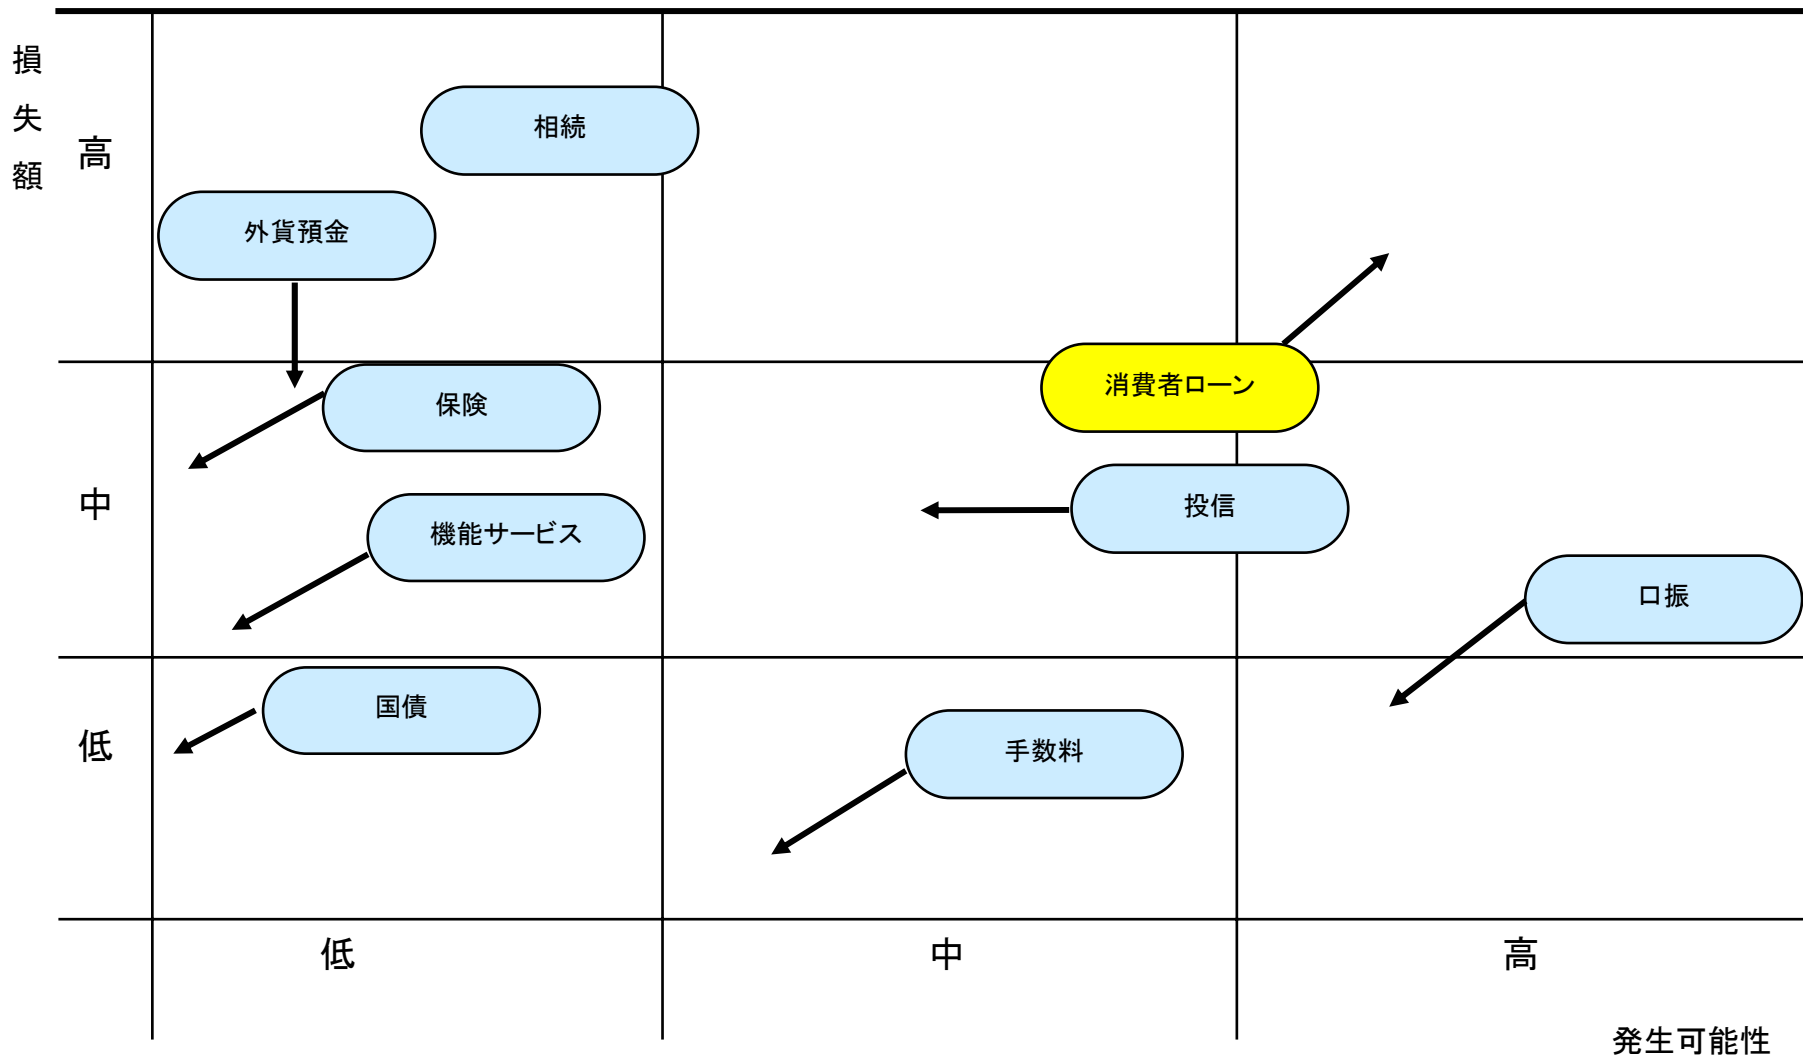 損
失
額
高
相続
外貨預金
消費者ローン
保険
中
投信
機能サービス
口振
国債
低
手数料
低
中
高
発生可能性